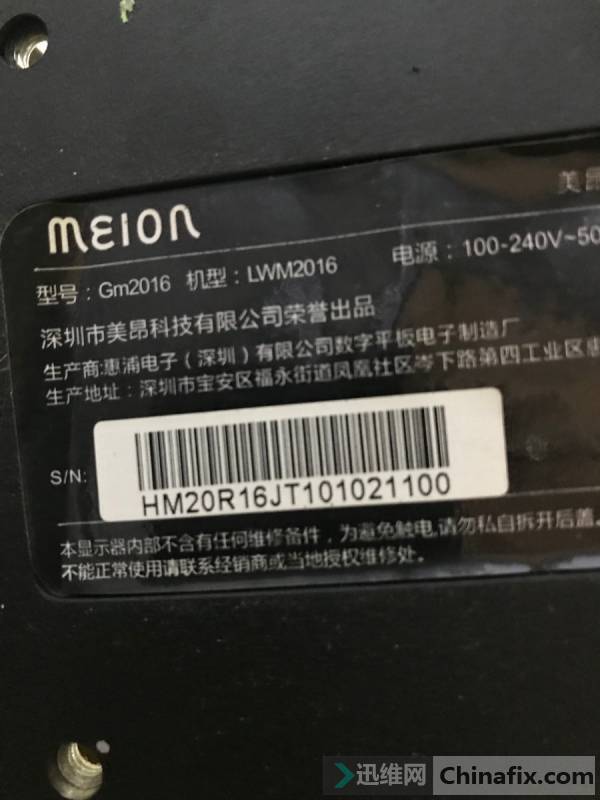 美昂
MEION
型号：Gm2016 机型：LWM2016 电源：100-240V~50
深圳市美昂科技有限公司荣誉出品
生产商:惠浦电子（深圳）有限公司数字平板电子制造厂
生产地址：深圳市宝安区福永街道凤凰社区岑下路第四工业区
S/N:
HM20R16JT101021100
本显示器内部不含有任何维修备件，为避免触电,请勿私自拆开后盖。
不能正常使用请联系经销商或当地授权维修处。
迅维网 Chinafix.com